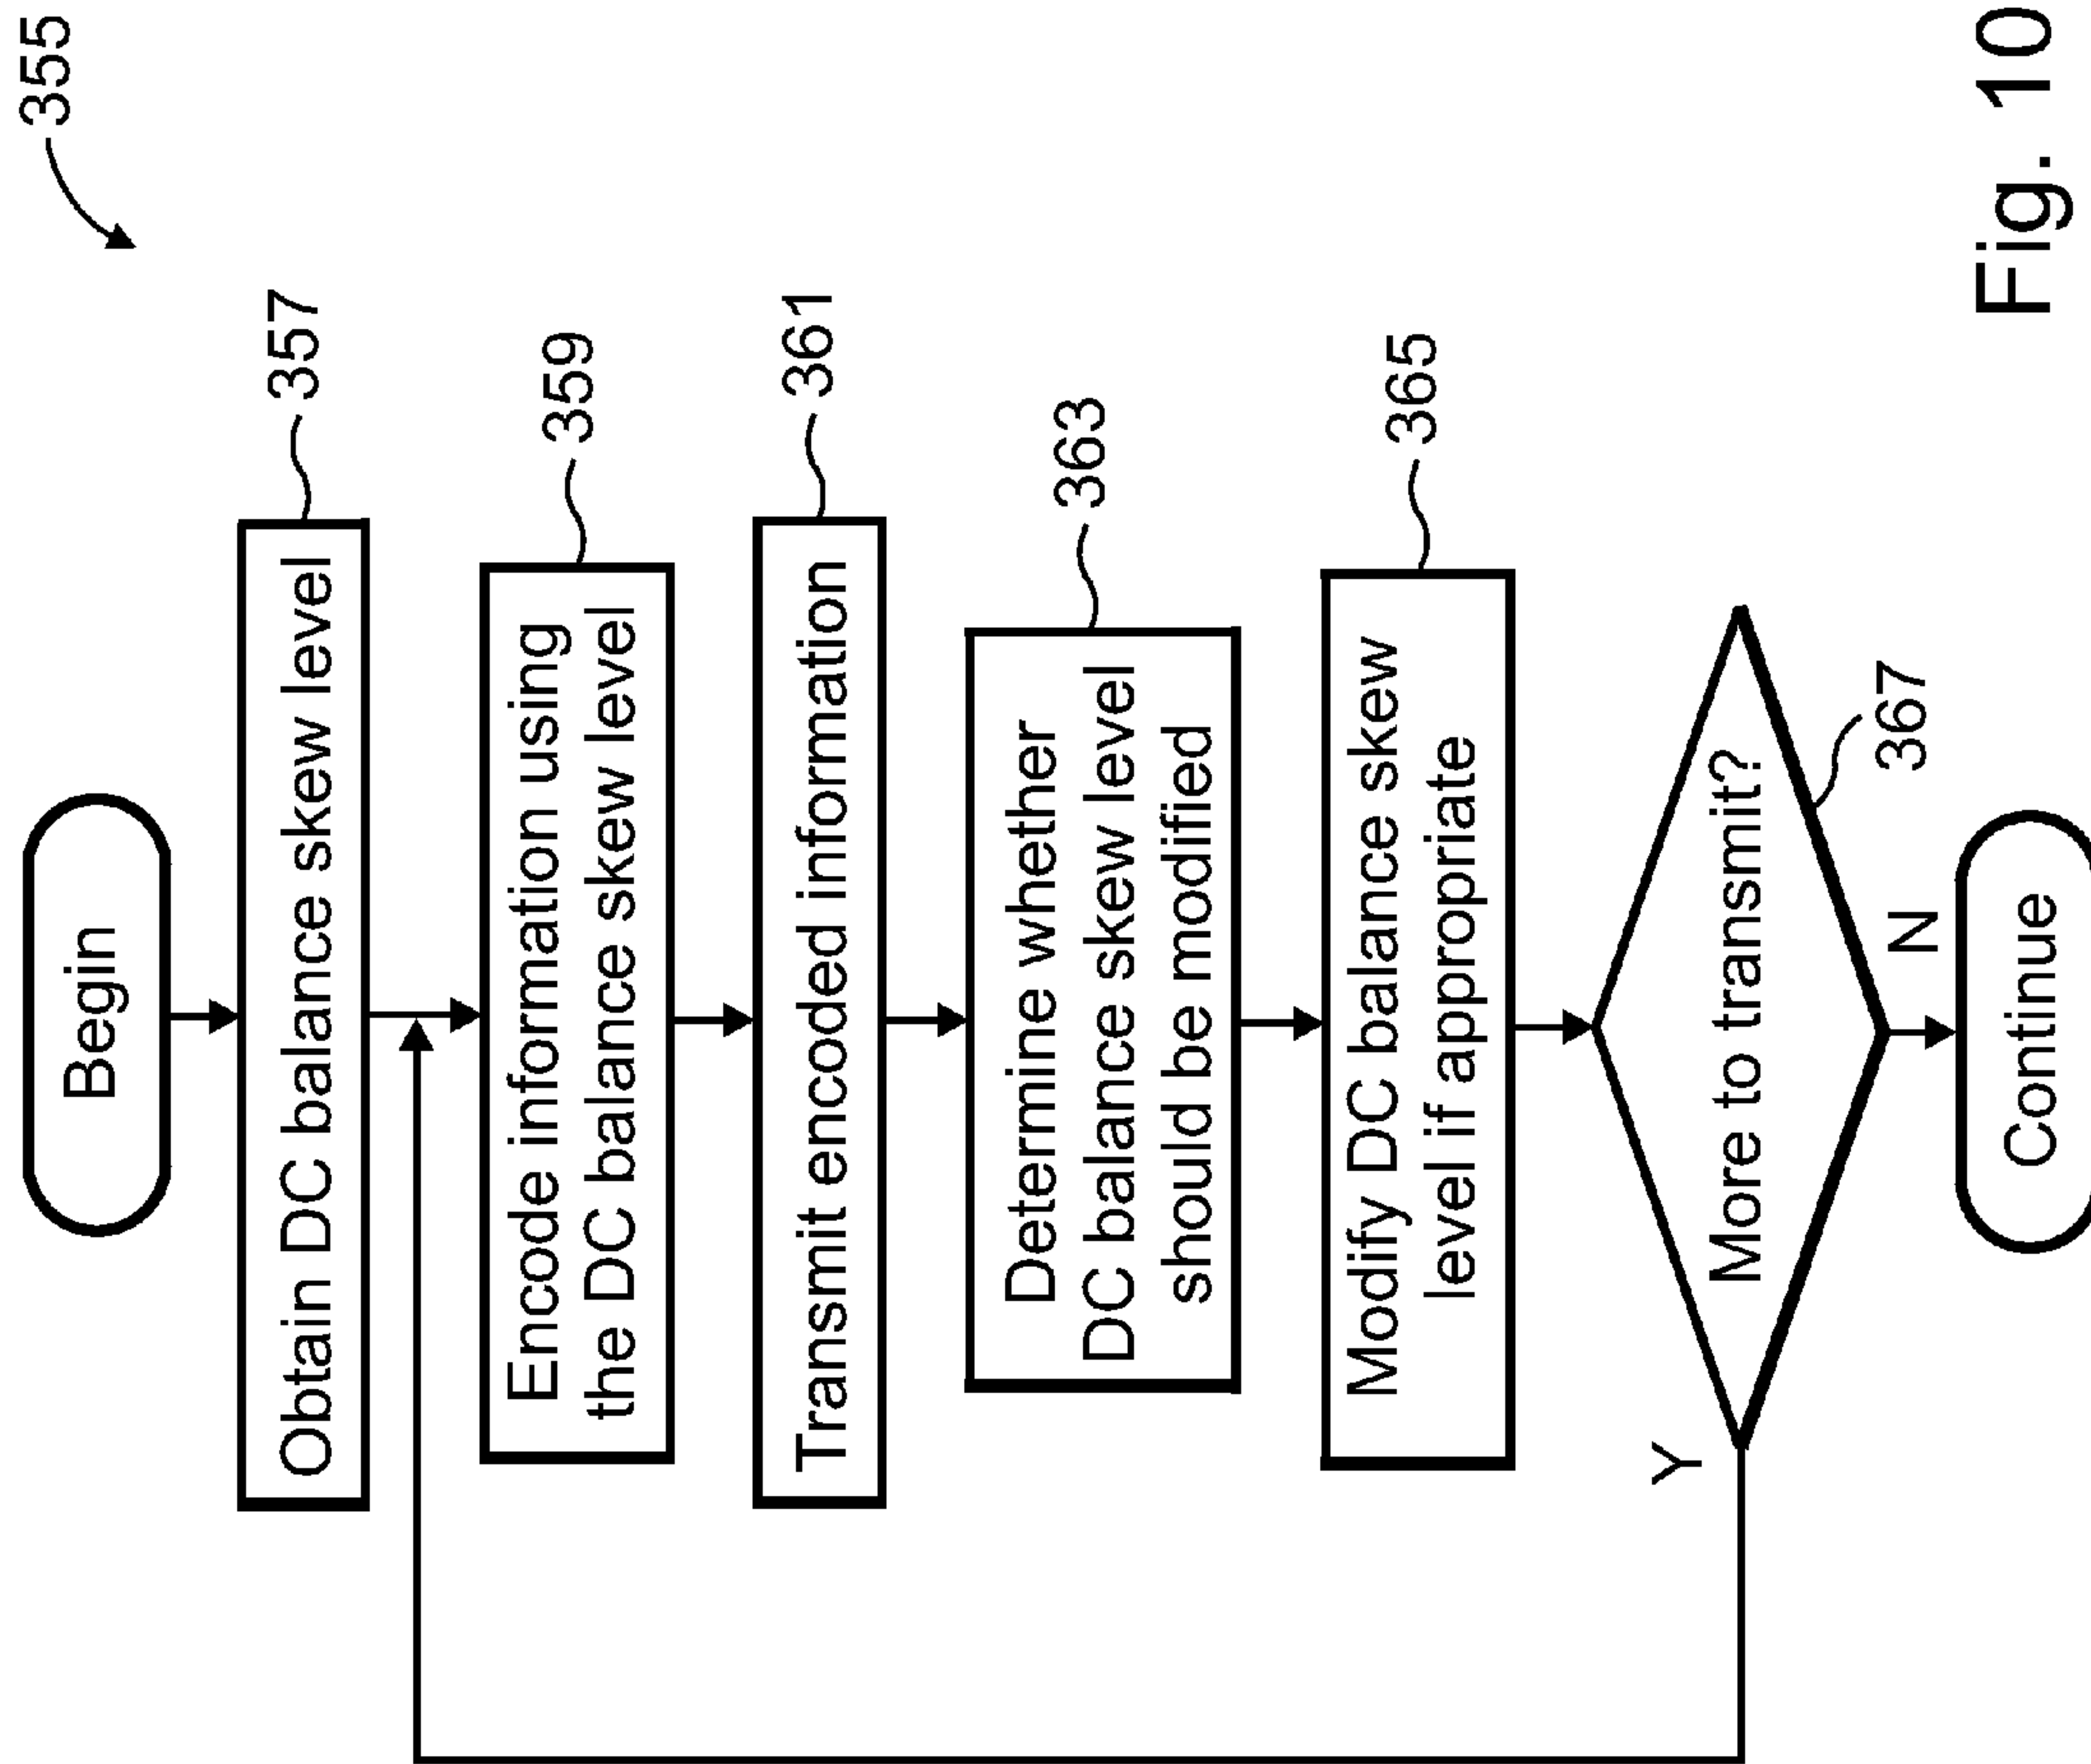 355
Begin
Obtain DC balance skew level
357
Encode information using
the DC balance skew level
359
Transmit encoded information
361
Determine whether
DC balance skew level
should be modified
363
Modify DC balance skew
level if appropriate
365
More to transmit?
367
Y
N
Continue
Fig. 10